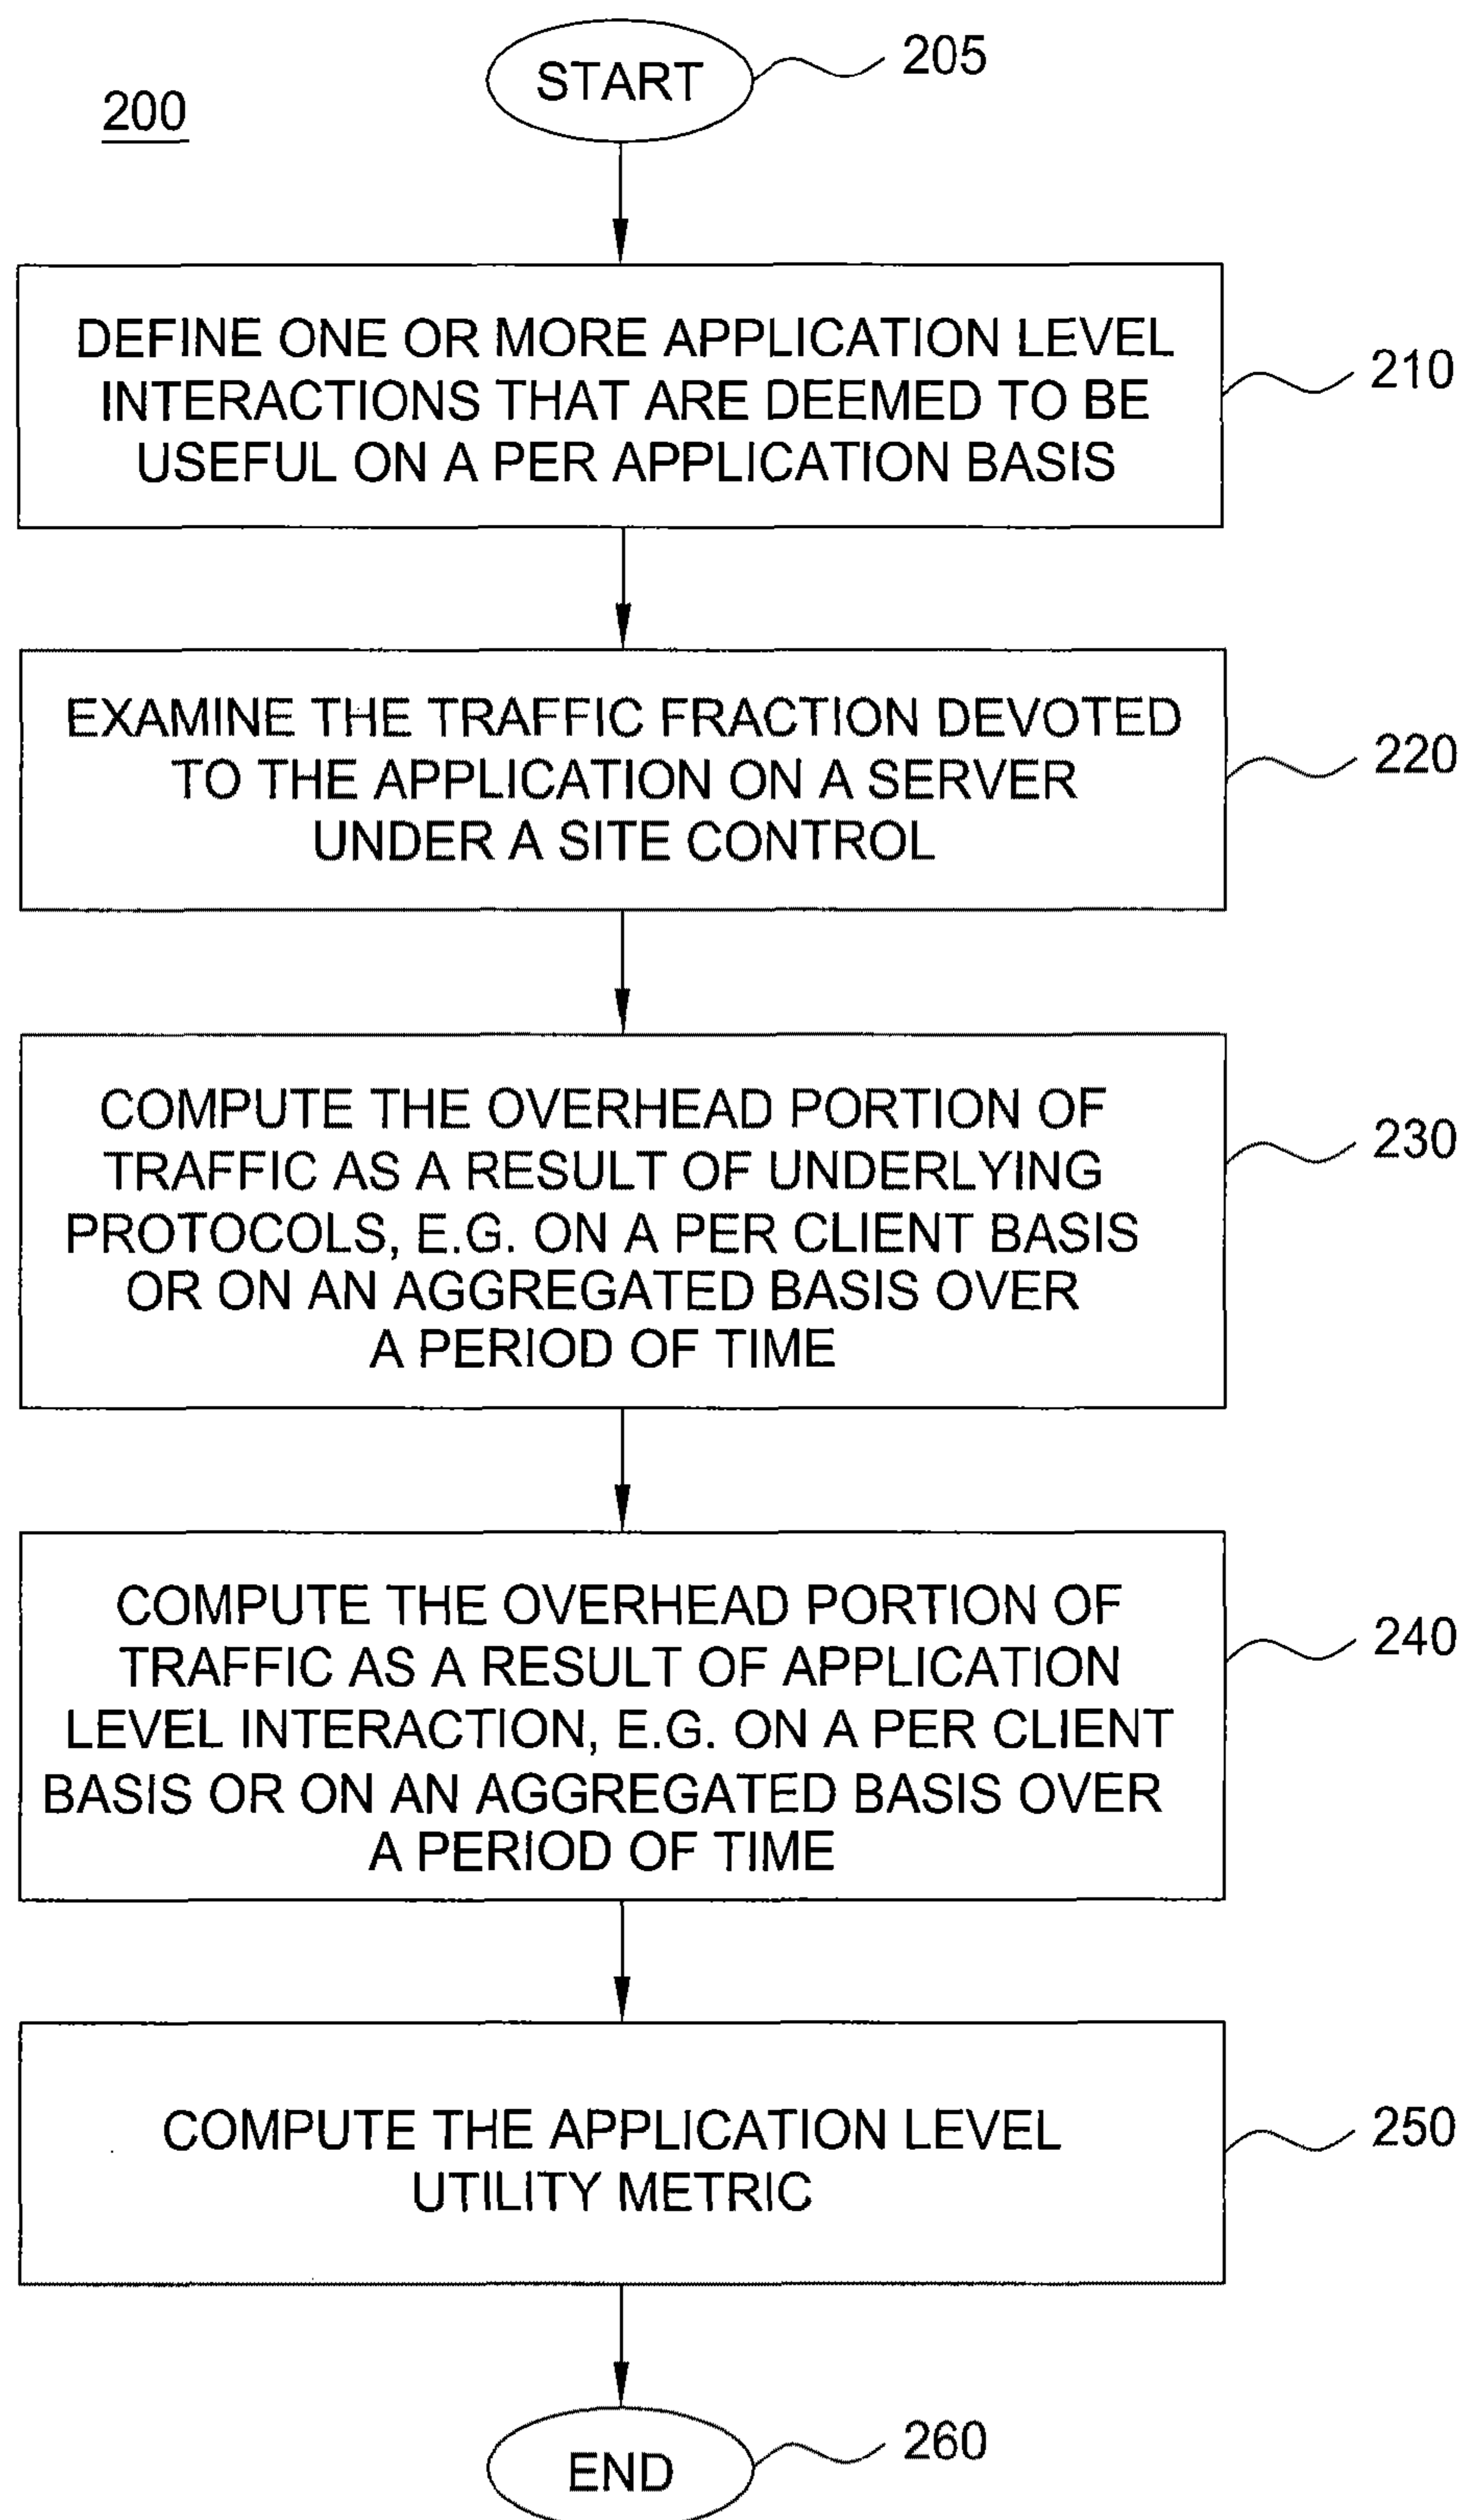 START
205
200
DEFINE ONE OR MORE APPLICATION LEVEL
INTERACTIONS THAT ARE DEEMED TO BE
USEFUL ON A PER APPLICATION BASIS
210
EXAMINE THE TRAFFIC FRACTION DEVOTED
TO THE APPLICATION ON A SERVER
UNDER A SITE CONTROL
220
COMPUTE THE OVERHEAD PORTION OF
TRAFFIC AS A RESULT OF UNDERLYING
PROTOCOLS, E.G. ON A PER CLIENT BASIS
OR ON AN AGGREGATED BASIS OVER
A PERIOD OF TIME
230
COMPUTE THE OVERHEAD PORTION OF
TRAFFIC AS A RESULT OF APPLICATION
LEVEL INTERACTION, E.G. ON A PER CLIENT
BASIS OR ON AN AGGREGATED BASIS OVER
A PERIOD OF TIME
240
COMPUTE THE APPLICATION LEVEL
UTILITY METRIC
250
END
260